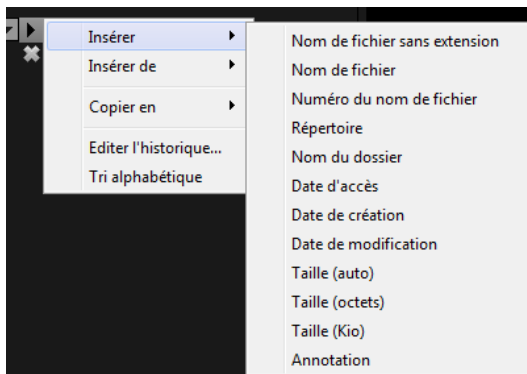 Insérer
Insérer de
Copier en
Editer l'historique...
Tri alphabétique
Nom de fichier sans extension
Nom de fichier
Numéro du nom de fichier
Répertoire
Nom du dossier
Date d'accès
Date de création
Date de modification
Taille (auto)
Taille (octets)
Taille (Kio)
Annotation